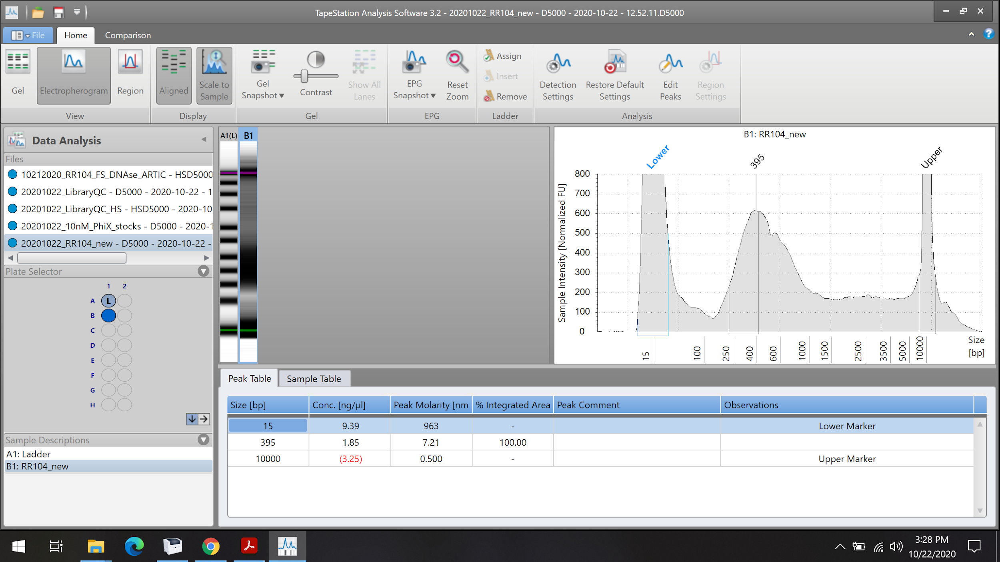 TapeStation Analysis Software 3.2 - 20201022_RR104_new - D5000 - 2020-10-22 - 12.52.11.D5000
File
Home
Comparison
Gel
Electropherogram
Region
View
Aligned
Scale to
Sample
Display
Gel
Snapshot
Contrast
Show All
Lanes
Gel
EPG
Snapshot
Reset
Zoom
EPG
Assign
Insert
Remove
Ladder
Detection
Settings
Restore Default
Settings
Edit
Peaks
Region
Settings
Analysis
Data Analysis
Files
10212020_RR104_FS_DNAse_ARTIC - HSD5000
20201022_LibraryQC - D5000 - 2020-10-22 - 1
20201022_LibraryQC_HS - HSD5000 - 2020-10
20201022_10nM_PhiX_stocks - D5000 - 2020-1
20201022_RR104_new - D5000 - 2020-10-22 -
Plate Selector
1 2
A L
B
C
D
E
F
G
H
Sample Descriptions
A1: Ladder
B1: RR104_new
A1(L) B1
B1: RR104_new
Lower
395
Upper
Sample Intensity [Normalized FU]
800
700
600
500
400
300
200
100
0
15 100 250 400 600 1000 1500 2500 3500 5000 10000
Size
[bp]
Peak Table
Sample Table
Size [bp] Conc. [ng/µl] Peak Molarity [nm % Integrated Area Peak Comment Observations
15 9.39 963 - Lower Marker
395 1.85 7.21 100.00
10000 (3.25) 0.500 - Upper Marker
3:28 PM
10/22/2020